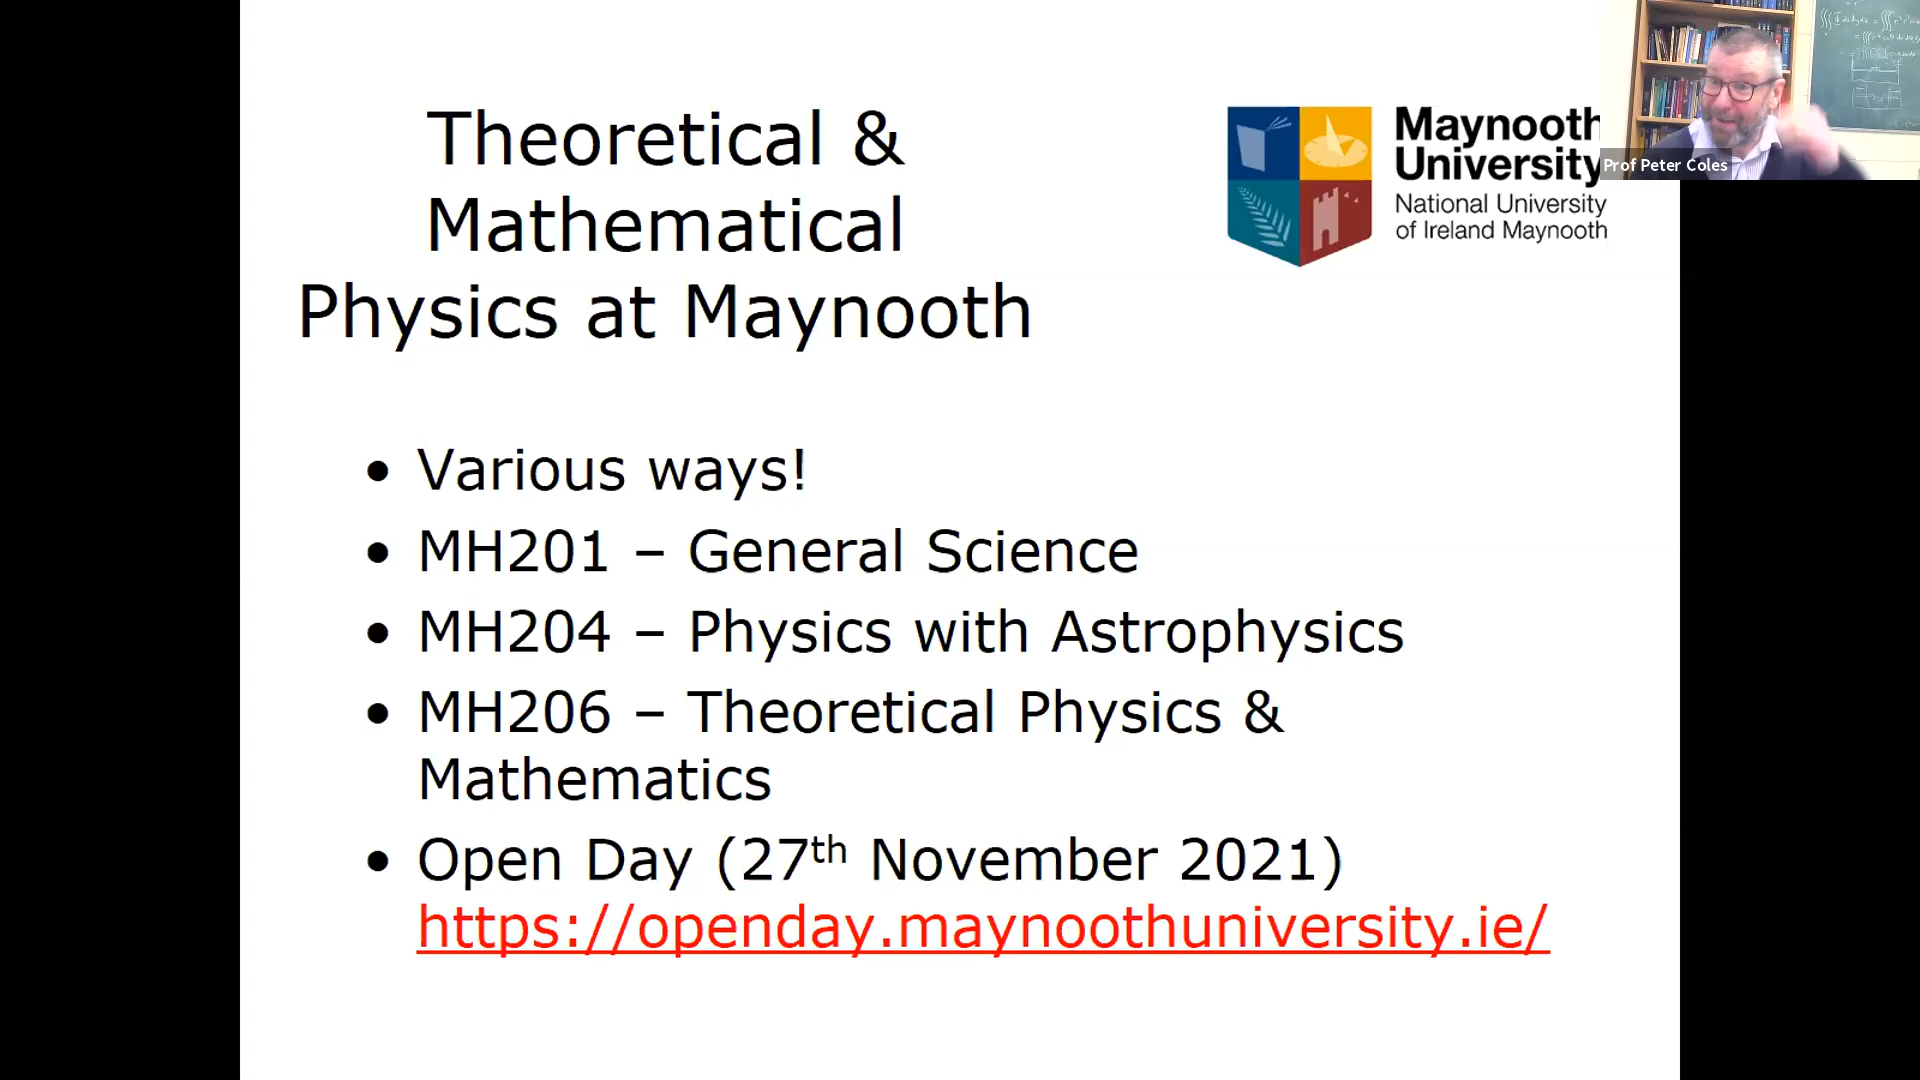 Theoretical &
Mathematical
Physics at Maynooth
Maynooth
University
National University
of Ireland Maynooth
Prof Peter Coles
• Various ways!
• MH201 – General Science
• MH204 – Physics with Astrophysics
• MH206 – Theoretical Physics &
Mathematics
• Open Day (27th November 2021)
https://openday.maynoothuniversity.ie/